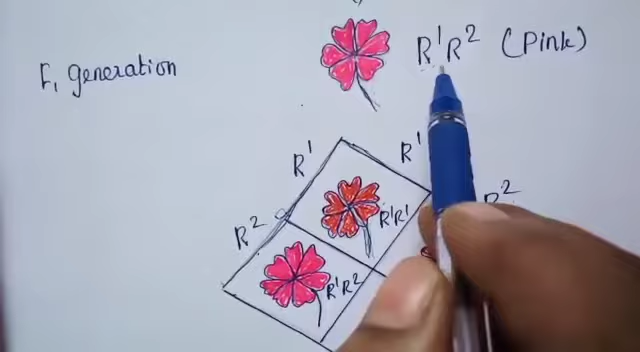 R¹R² (Pink)
F₁ generation
R¹ R¹
R² R¹R¹ R²
R¹R²